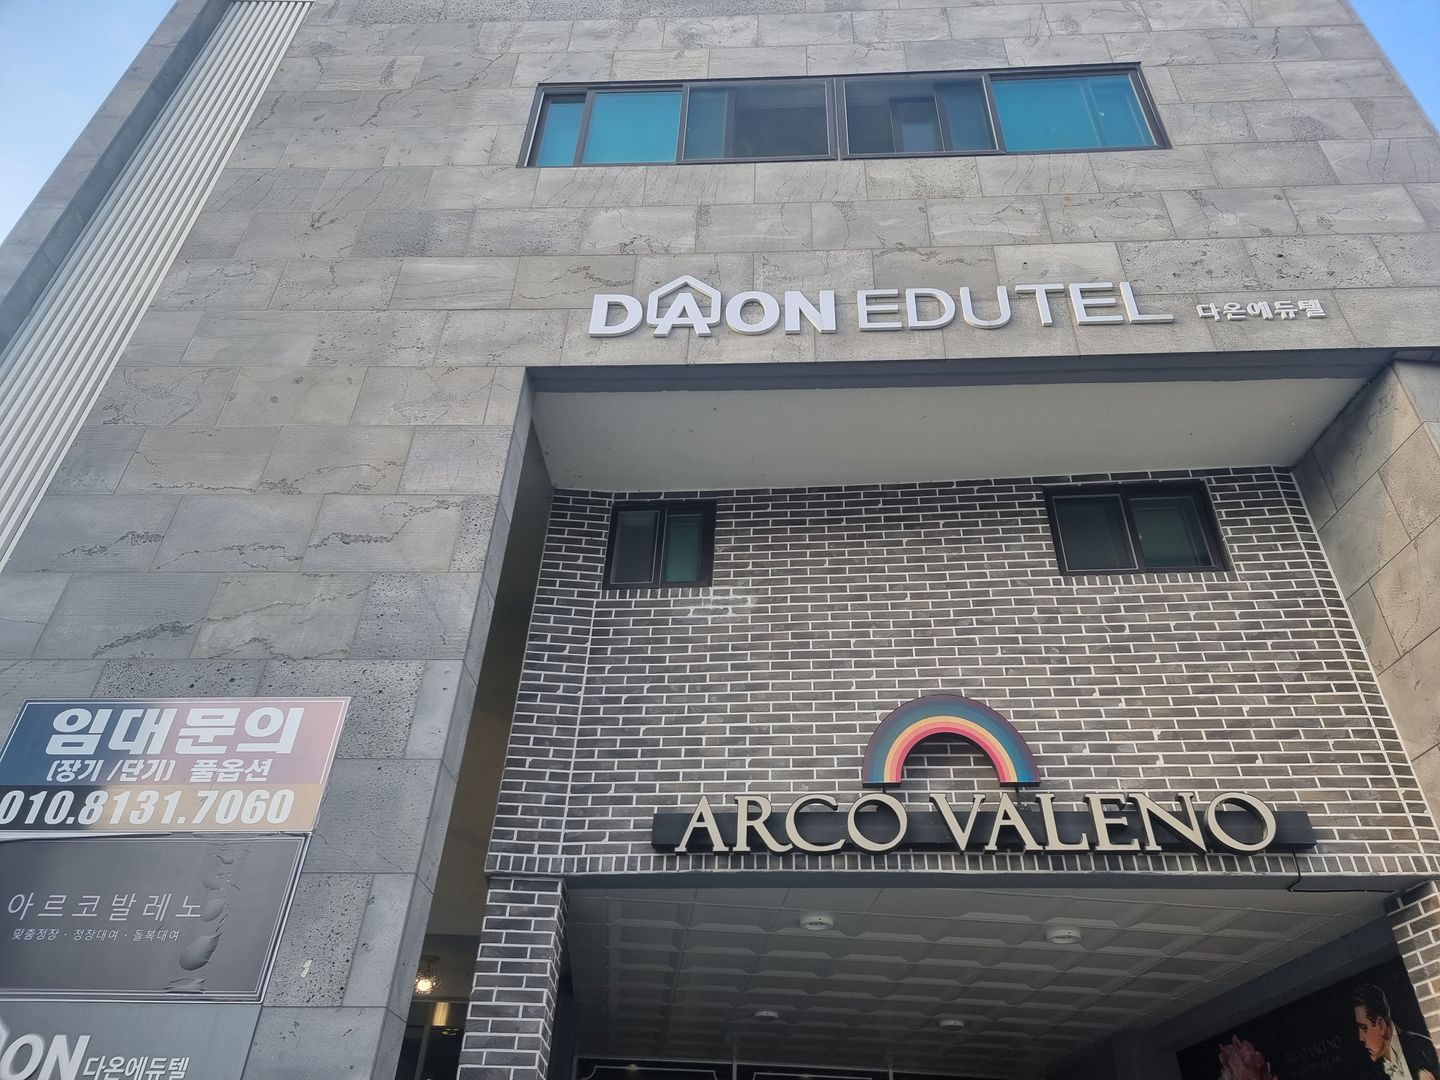 DAON EDUTEL 다온에듀텔
ARCO VALENO
임대문의
(장기/단기) 풀옵션
010.8131.7060
아르코발레노
맞춤정장 · 정장대여 · 돌복대여
DAON 다온에듀텔